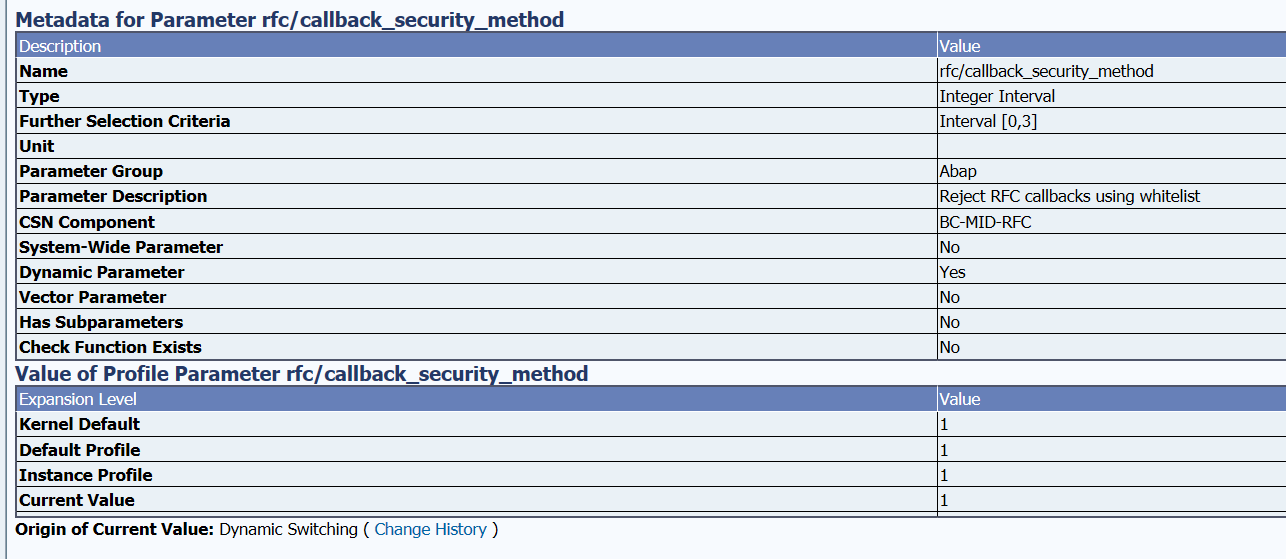 Metadata for Parameter rfc/callback_security_method
Description Value
Name rfc/callback_security_method
Type Integer Interval
Further Selection Criteria Interval [0,3]
Unit
Parameter Group Abap
Parameter Description Reject RFC callbacks using whitelist
CSN Component BC-MID-RFC
System-Wide Parameter No
Dynamic Parameter Yes
Vector Parameter No
Has Subparameters No
Check Function Exists No
Value of Profile Parameter rfc/callback_security_method
Expansion Level Value
Kernel Default 1
Default Profile 1
Instance Profile 1
Current Value 1
Origin of Current Value: Dynamic Switching ( Change History )